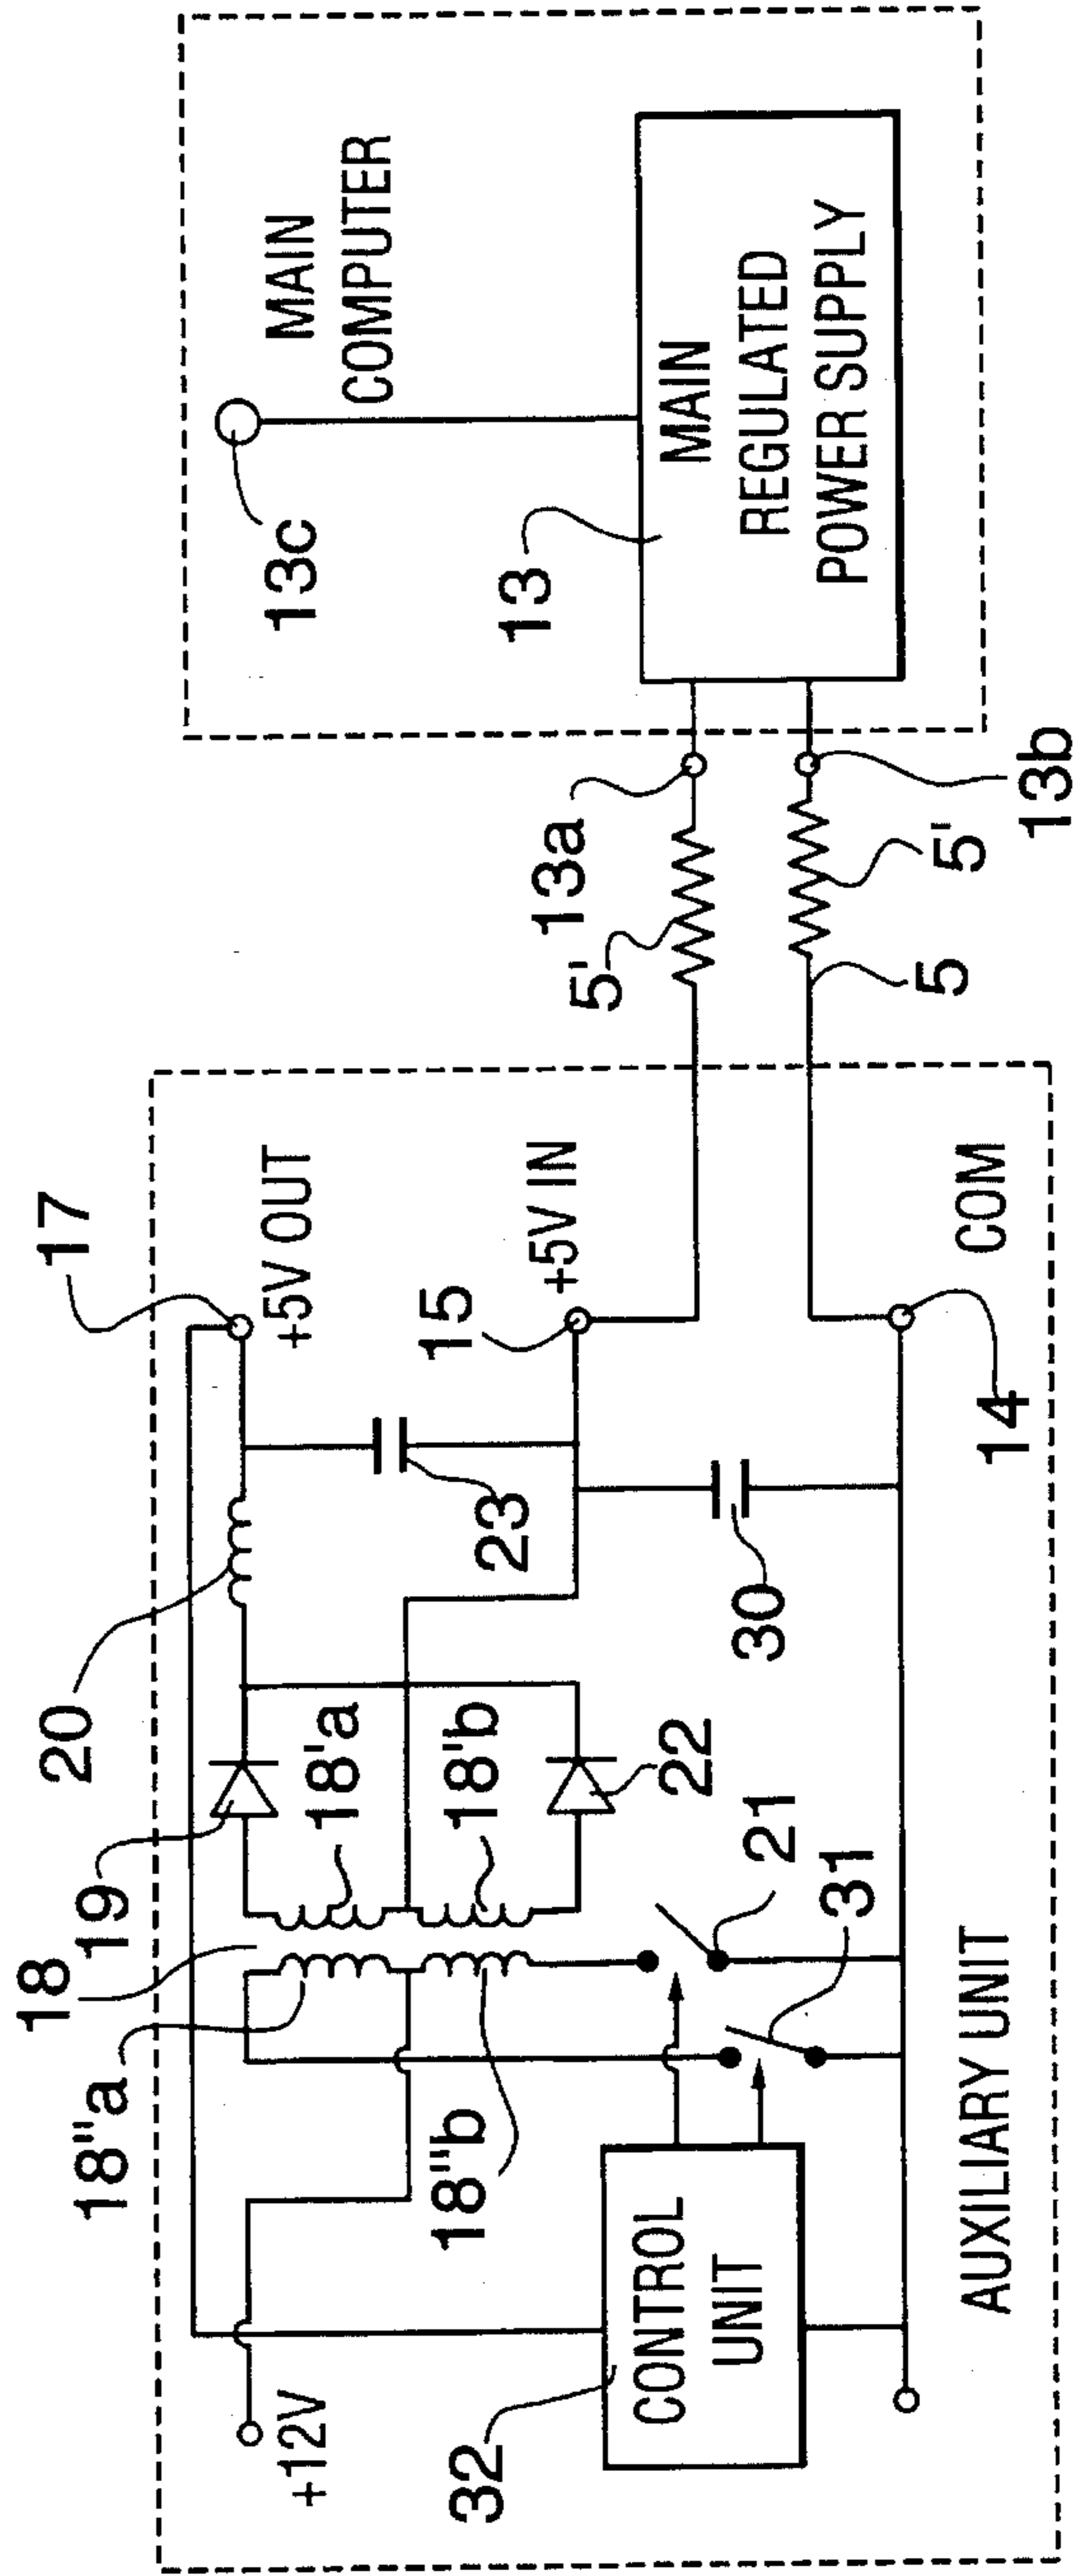 MAIN
COMPUTER
13c
13
MAIN
REGULATED
POWER SUPPLY
13a
13b
5'
5'
5
17
+5V OUT
+5V IN
15
COM
14
20
23
30
19
18'a
18'b
22
18
21
31
18"a
18"b
+12V
CONTROL
UNIT
32
AUXILIARY UNIT